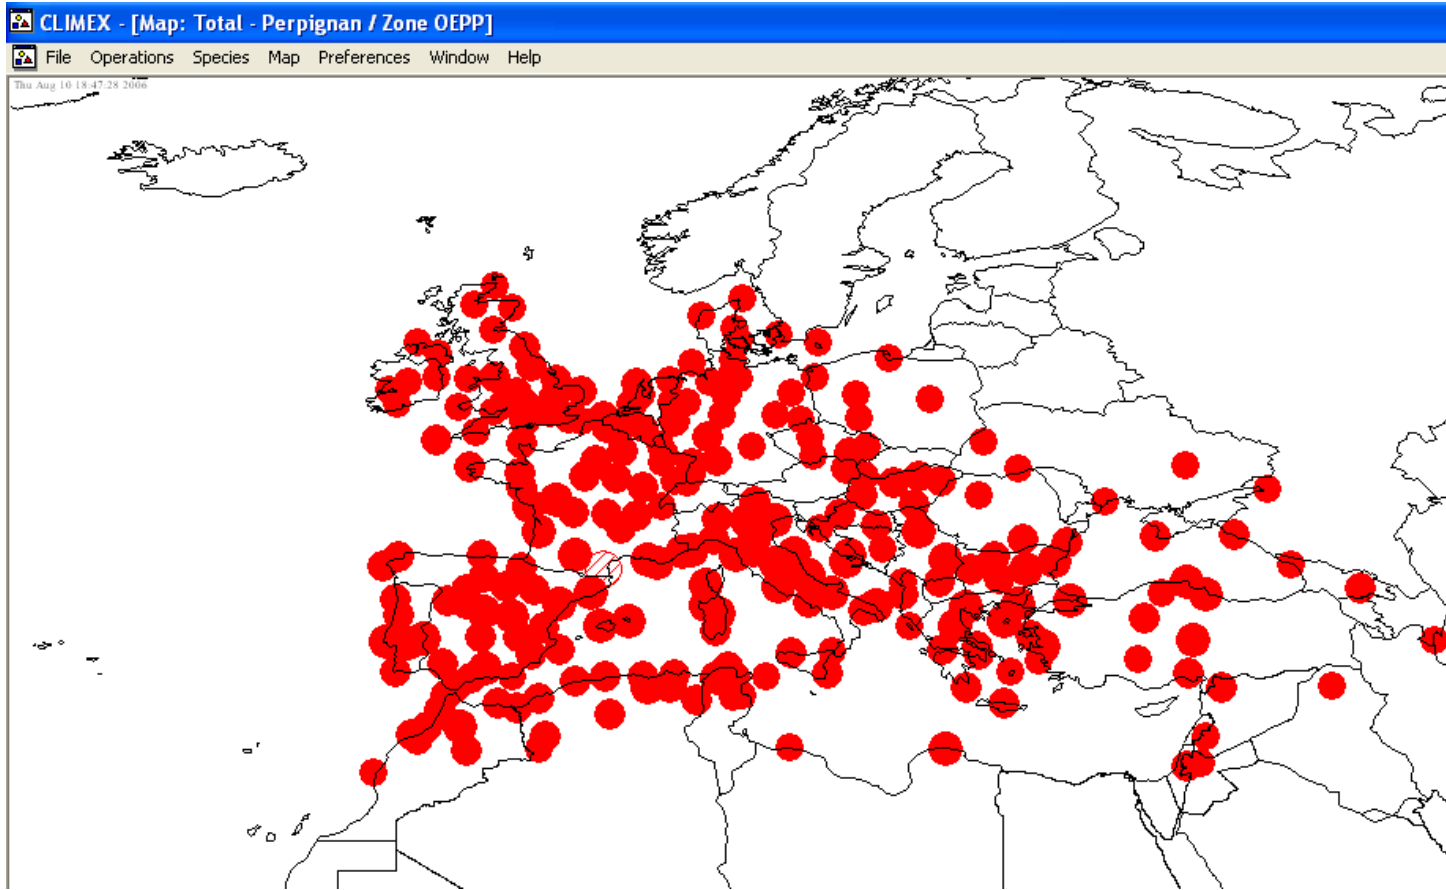 CLIMEX - [Map: Total - Perpignan / Zone OEPP]
File Operations Species Map Preferences Window Help
Thu Aug 10 18:47:28 2006